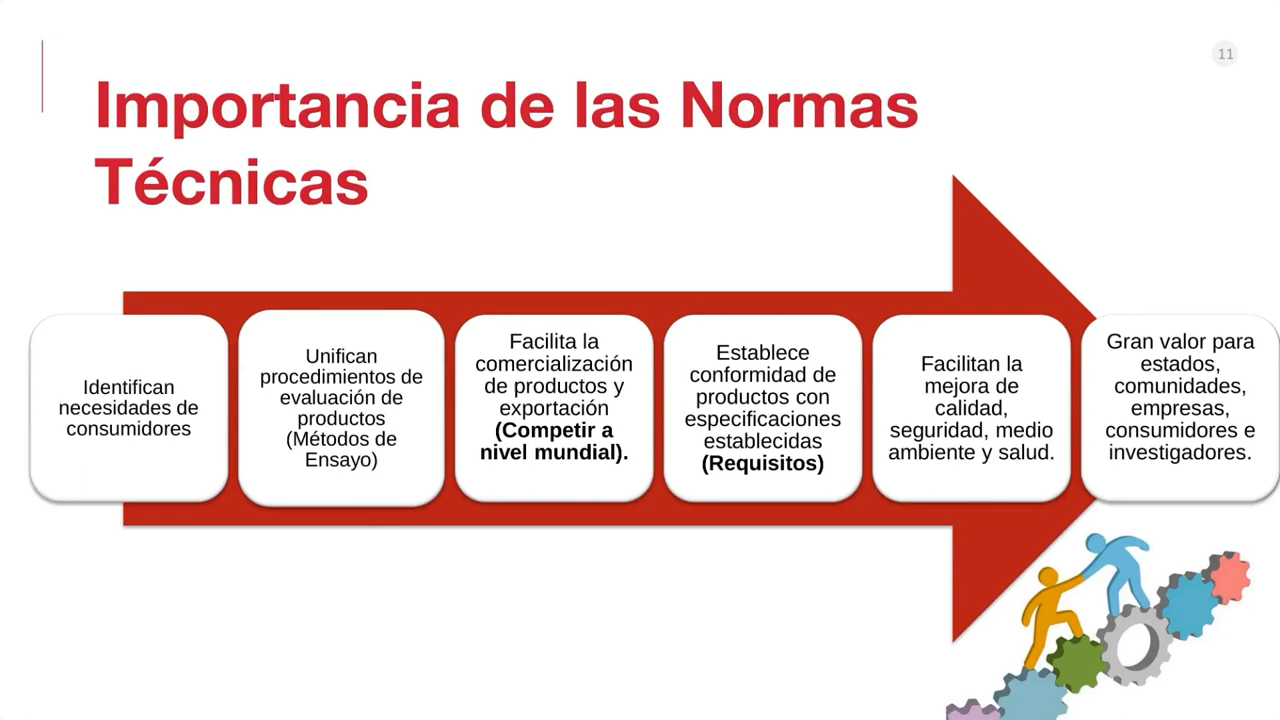 11
Importancia de las Normas
Técnicas
Identifican
necesidades de
consumidores
Unifican
procedimientos de
evaluación de
productos
(Métodos de
Ensayo)
Facilita la
comercialización
de productos y
exportación
(Competir a
nivel mundial).
Establece
conformidad de
productos con
especificaciones
establecidas
(Requisitos)
Facilitan la
mejora de
calidad,
seguridad, medio
ambiente y salud.
Gran valor para
estados,
comunidades,
empresas,
consumidores e
investigadores.